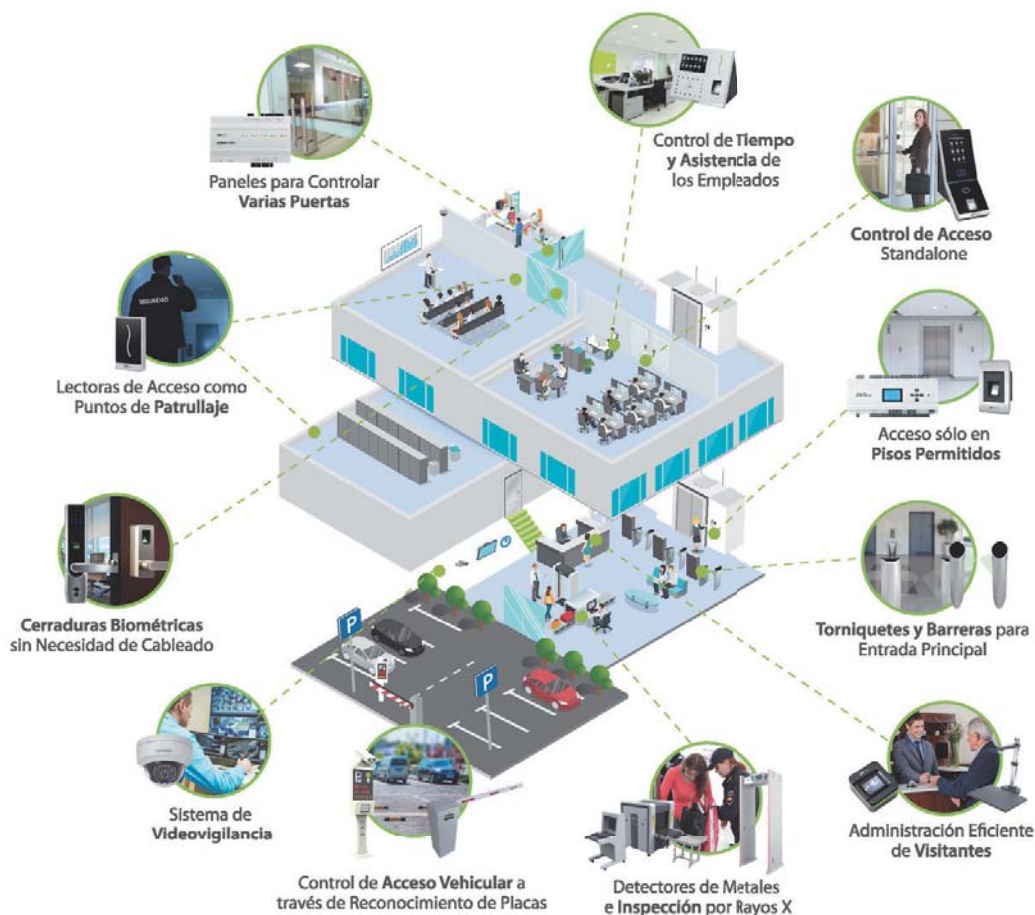 Control de Tiempo
y Asistencia de
los Empleados
Paneles para Controlar
Varias Puertas
Control de Acceso
Standalone
SEGURIDAD
Lectoras de Acceso como
Puntos de Patrullaje
Acceso sólo en
Pisos Permitidos
Cerraduras Biométricas
sin Necesidad de Cableado
Torniquetes y Barreras para
Entrada Principal
P
P
Sistema de
Videovigilancia
Administración Eficiente
de Visitantes
Control de Acceso Vehicular a
través de Reconocimiento de Placas
Detectores de Metales
e Inspección por Rayos X